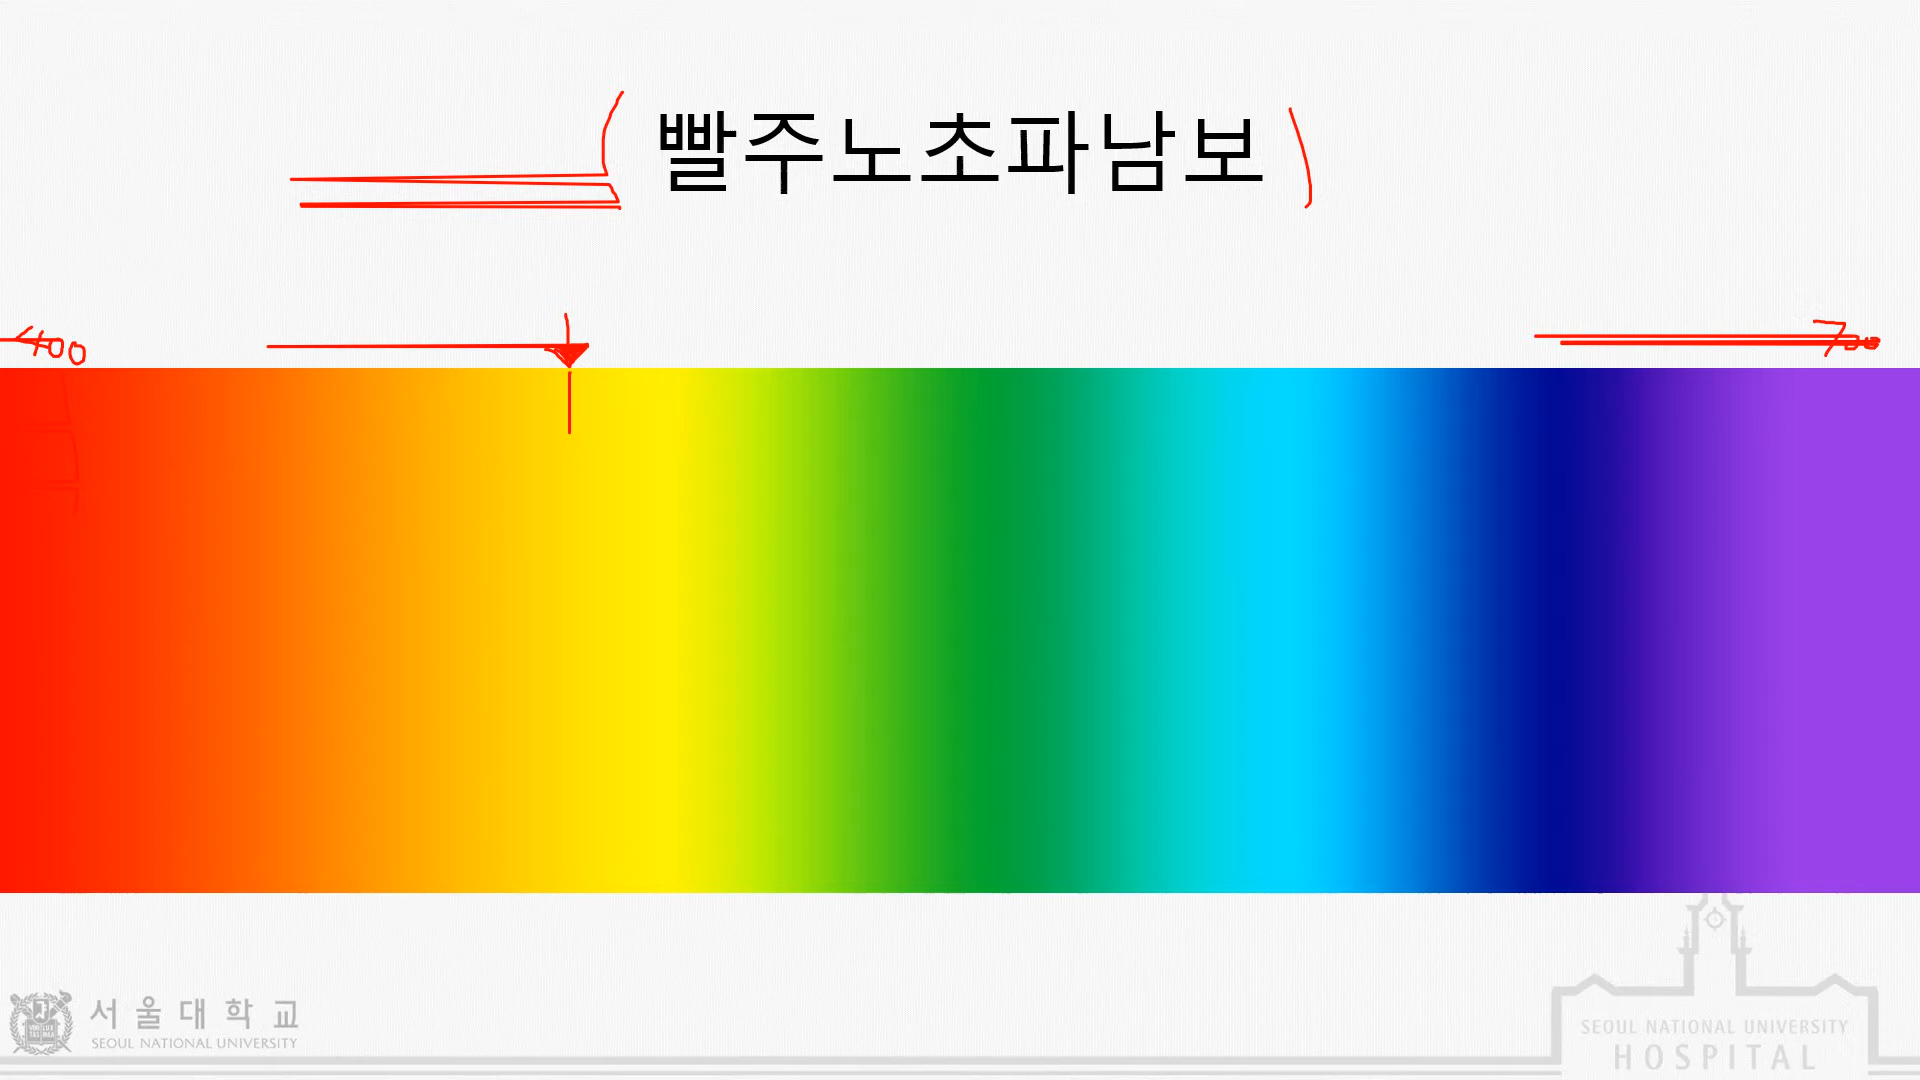 빨주노초파남보
400
700
서울대학교
SEOUL NATIONAL UNIVERSITY
SEOUL NATIONAL UNIVERSITY
HOSPITAL